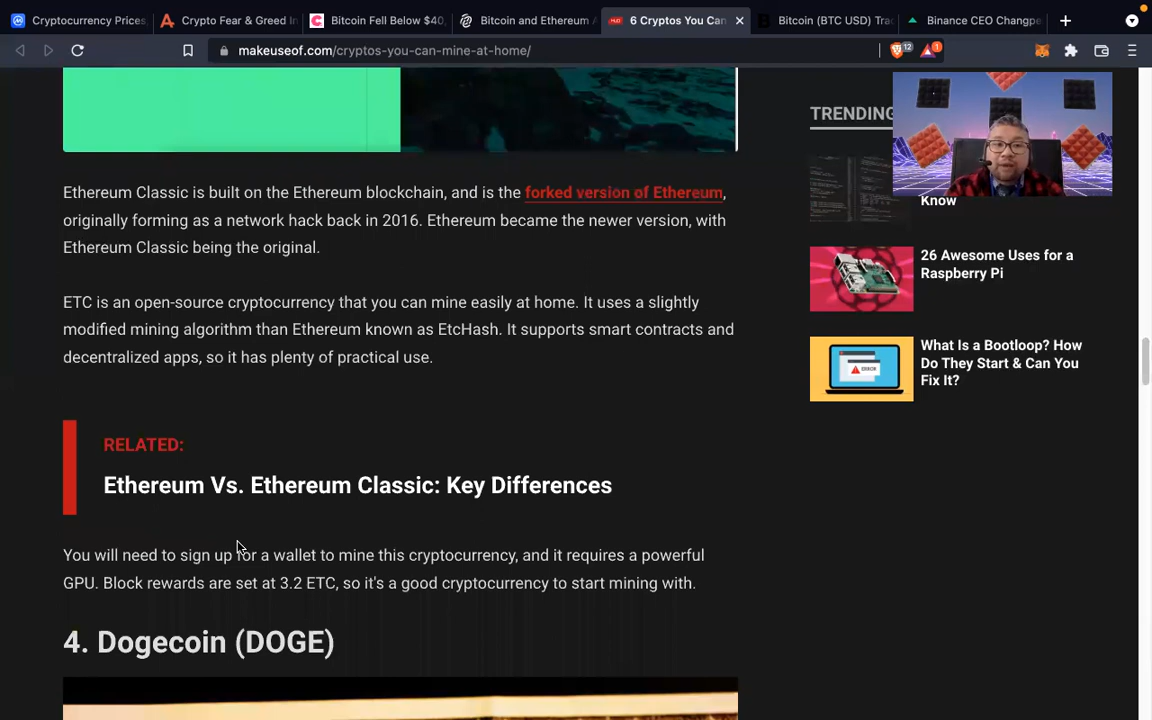 Cryptocurrency Prices,
Crypto Fear & Greed In
Bitcoin Fell Below $40,
Bitcoin and Ethereum A
6 Cryptos You Can
Bitcoin (BTC USD) Trad
Binance CEO Changpe
makeuseof.com/cryptos-you-can-mine-at-home/
12
1
TRENDING
Know
Ethereum Classic is built on the Ethereum blockchain, and is the forked version of Ethereum,
originally forming as a network hack back in 2016. Ethereum became the newer version, with
Ethereum Classic being the original.
26 Awesome Uses for a
Raspberry Pi
ETC is an open-source cryptocurrency that you can mine easily at home. It uses a slightly
modified mining algorithm than Ethereum known as EtcHash. It supports smart contracts and
decentralized apps, so it has plenty of practical use.
What Is a Bootloop? How
Do They Start & Can You
Fix It?
ERROR
RELATED:
Ethereum Vs. Ethereum Classic: Key Differences
You will need to sign up for a wallet to mine this cryptocurrency, and it requires a powerful
GPU. Block rewards are set at 3.2 ETC, so it's a good cryptocurrency to start mining with.
4. Dogecoin (DOGE)